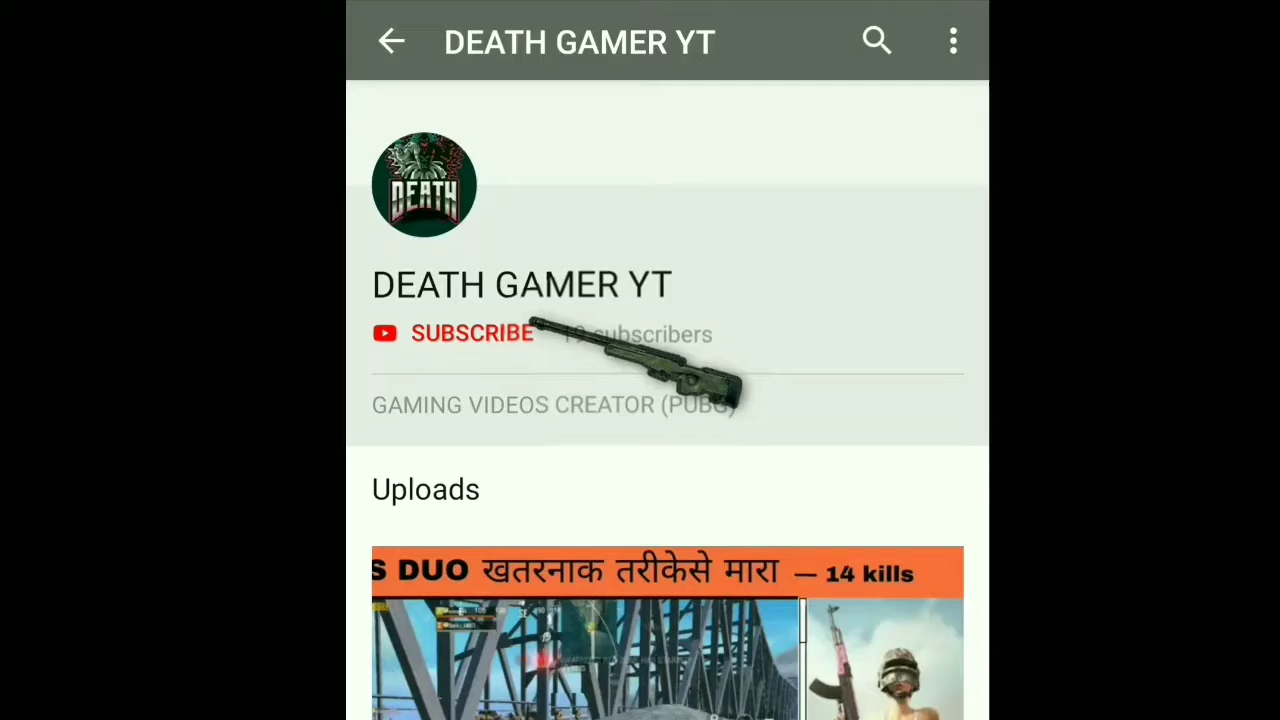 DEATH GAMER YT
DEATH
DEATH GAMER YT
SUBSCRIBE 19 subscribers
GAMING VIDEOS CREATOR (PUBG)
Uploads
S DUO खतरनाक तरीकेसे मारा — 14 kills